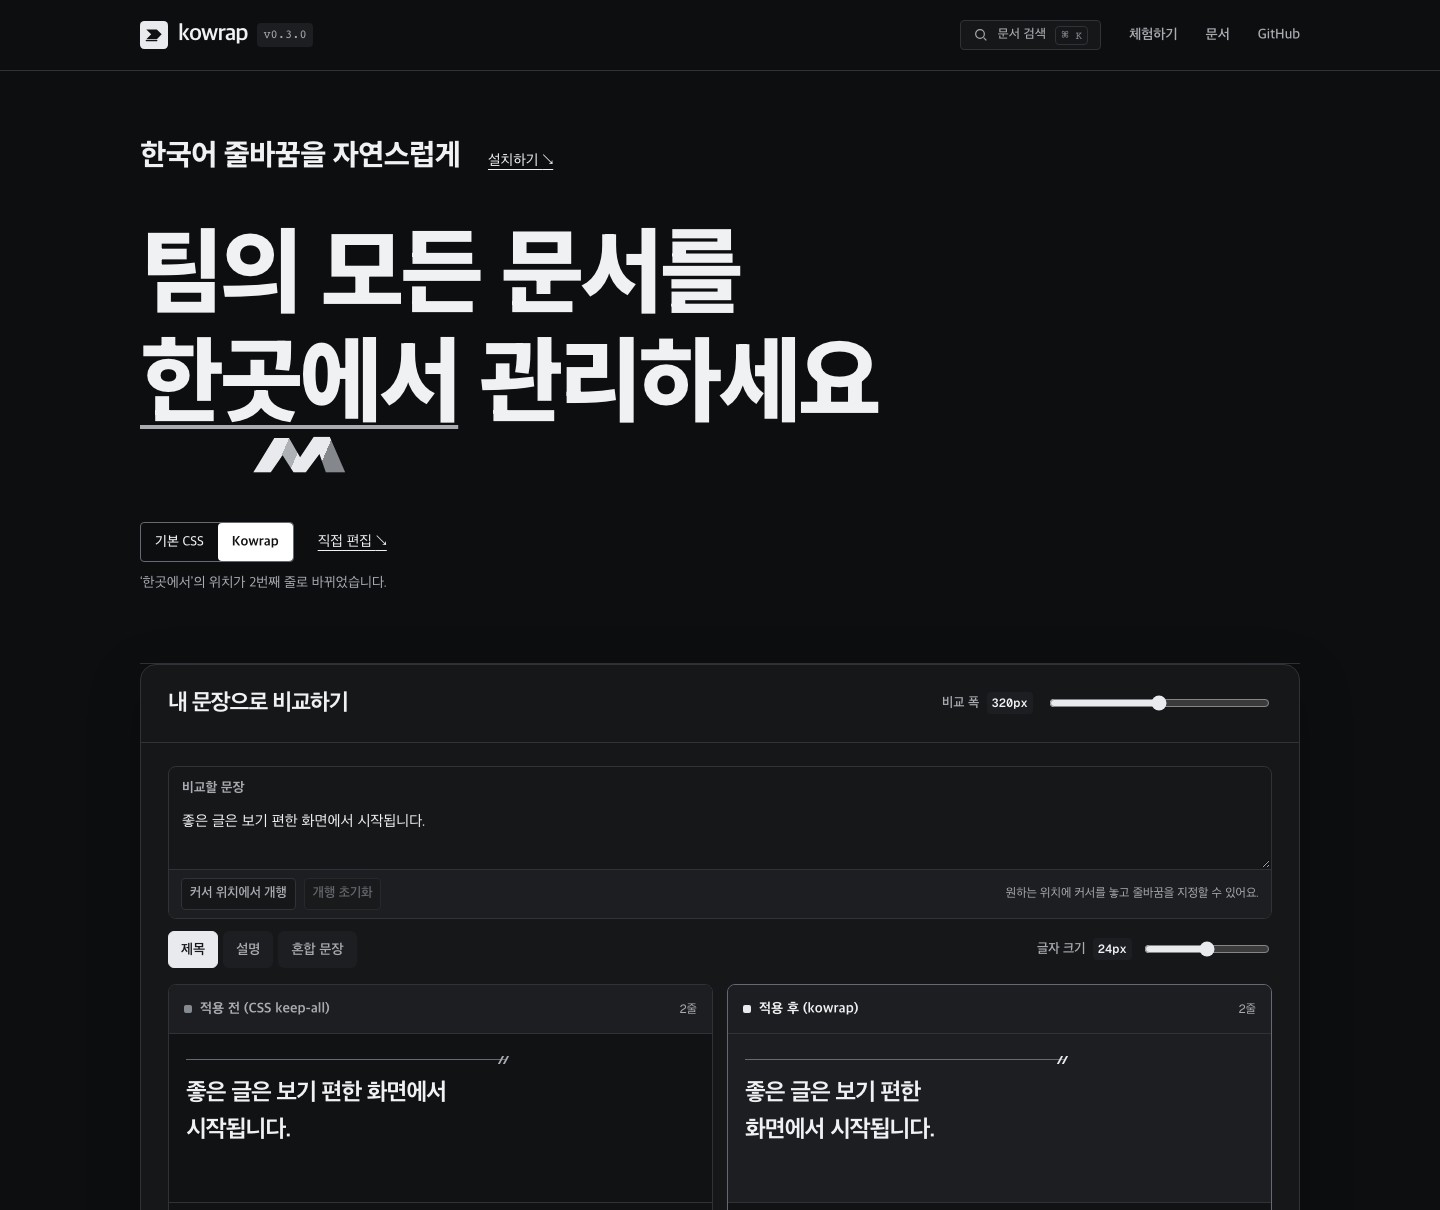 kowrap v0.3.0
문서 검색 ⌘ K 체험하기 문서 GitHub
한국어 줄바꿈을 자연스럽게 설치하기 ↘
팀의 모든 문서를
한곳에서 관리하세요
기본 CSS Kowrap 직접 편집 ↘
'한곳에서'의 위치가 2번째 줄로 바뀌었습니다.
내 문장으로 비교하기 비교 폭 320px
비교할 문장
좋은 글은 보기 편한 화면에서 시작됩니다.
커서 위치에서 개행 개행 초기화 원하는 위치에 커서를 놓고 줄바꿈을 지정할 수 있어요.
제목 설명 혼합 문장 글자 크기 24px
적용 전 (CSS keep-all) 2줄
좋은 글은 보기 편한 화면에서
시작됩니다.
적용 후 (kowrap) 2줄
좋은 글은 보기 편한
화면에서 시작됩니다.